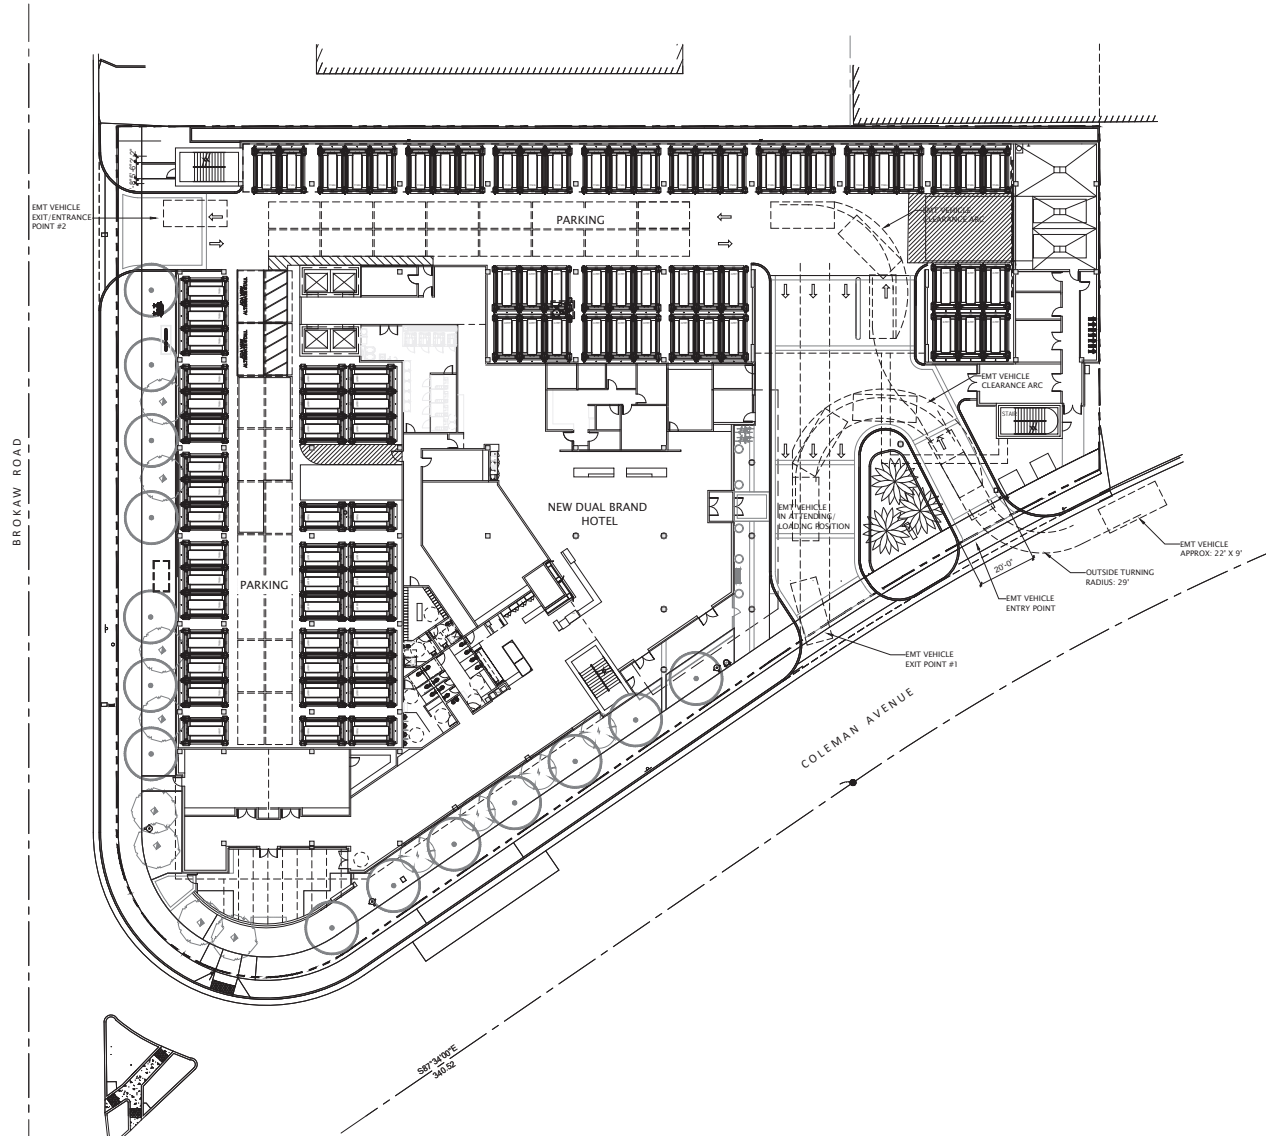 EMT VEHICLE
EXIT/ENTRANCE
POINT #2
PARKING
EMT VEHICLE
CLEARANCE ARC
EMT VEHICLE
CLEARANCE ARC
STAIR
NEW DUAL BRAND
HOTEL
EMT VEHICLE
IN ATTENDING/
LOADING POSITION
BROKAW ROAD
PARKING
EMT VEHICLE
APPROX: 22' X 9'
OUTSIDE TURNING
RADIUS: 29'
20'-0"
EMT VEHICLE
ENTRY POINT
EMT VEHICLE
EXIT POINT #1
COLEMAN AVENUE
S87°34'00"E
340.52